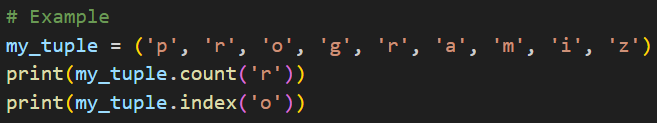 # Example
my_tuple = ('p', 'r', 'o', 'g', 'r', 'a', 'm', 'i', 'z')
print(my_tuple.count('r'))
print(my_tuple.index('o'))